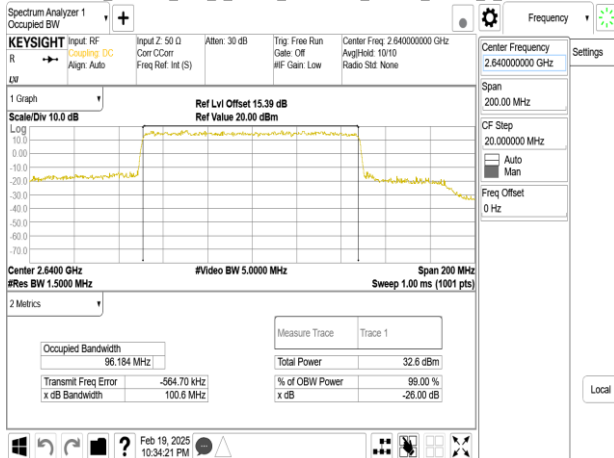 Spectrum Analyzer 1
Occupied BW
Frequency
KEYSIGHT
R
LXI
Input: RF
Coupling: DC
Align: Auto
Input Z: 50 Ω
Corr CCorr
Freq Ref: Int (S)
Atten: 30 dB
Trig: Free Run
Gate: Off
#IF Gain: Low
Center Freq: 2.640000000 GHz
Avg|Hold: 10/10
Radio Std: None
Center Frequency
2.640000000 GHz
Settings
Span
200.00 MHz
CF Step
20.000000 MHz
Auto
Man
Freq Offset
0 Hz
Local
1 Graph
Scale/Div 10.0 dB
Ref Lvl Offset 15.39 dB
Ref Value 20.00 dBm
Log
10.0
0.00
-10.0
-20.0
-30.0
-40.0
-50.0
-60.0
-70.0
Center 2.6400 GHz
#Res BW 1.5000 MHz
#Video BW 5.0000 MHz
Span 200 MHz
Sweep 1.00 ms (1001 pts)
2 Metrics
Measure Trace Trace 1
Occupied Bandwidth
96.184 MHz
Total Power 32.6 dBm
Transmit Freq Error -564.70 kHz
% of OBW Power 99.00 %
x dB Bandwidth 100.6 MHz
x dB -26.00 dB
Feb 19, 2025
10:34:21 PM